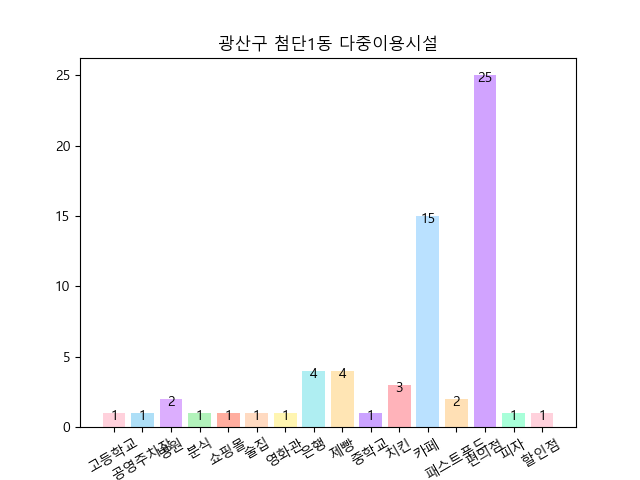 광산구 첨단1동 다중이용시설
25
20
15
10
5
0
1
1
2
1
1
1
1
4
4
1
3
15
2
25
1
1
고등학교
공영주차장
공원
분식
쇼핑몰
술집
영화관
은행
제빵
중학교
치킨
카페
패스트푸드
편의점
피자
할인점